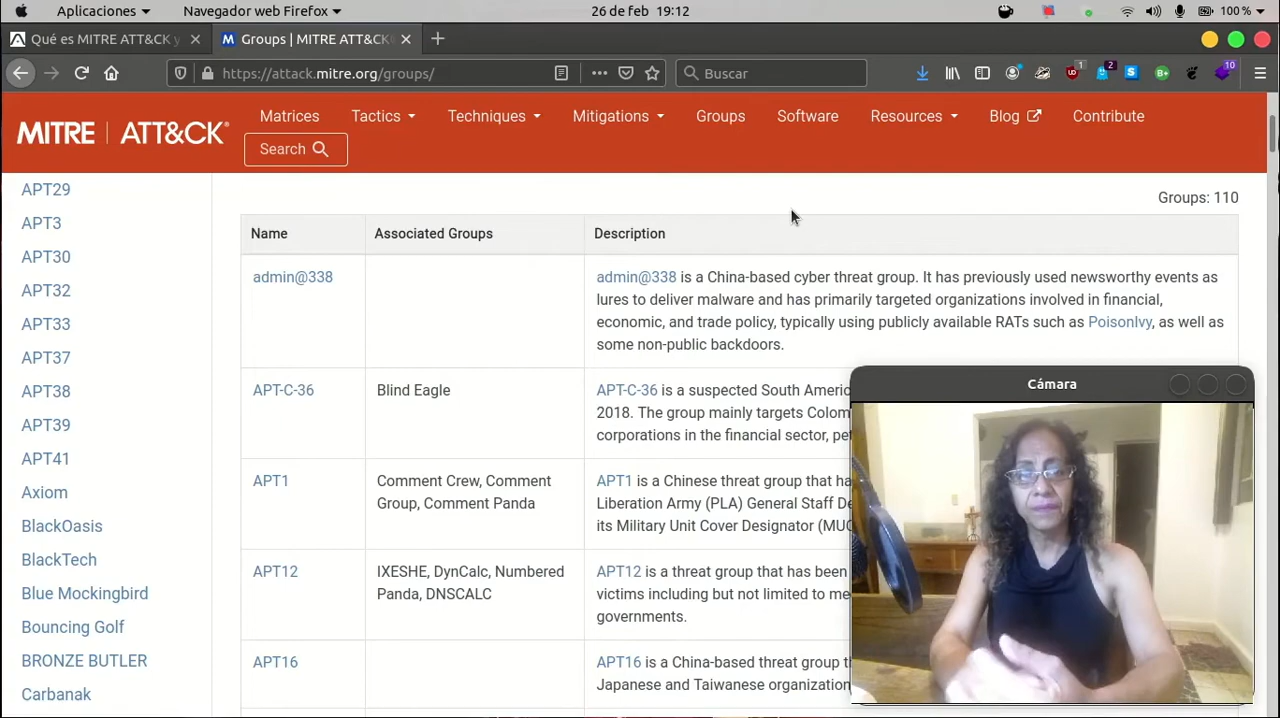 Aplicaciones
Navegador web Firefox
26 de feb 19:12
100 %
Qué es MITRE ATT&CK y
Groups | MITRE ATT&CK
https://attack.mitre.org/groups/
Buscar
1
2
10
MITRE | ATT&CK®
Matrices
Tactics
Techniques
Mitigations
Groups
Software
Resources
Blog
Contribute
Search
APT29
APT3
APT30
APT32
APT33
APT37
APT38
APT39
APT41
Axiom
BlackOasis
BlackTech
Blue Mockingbird
Bouncing Golf
BRONZE BUTLER
Carbanak
Groups: 110
Name
Associated Groups
Description
admin@338
admin@338 is a China-based cyber threat group. It has previously used newsworthy events as
lures to deliver malware and has primarily targeted organizations involved in financial,
economic, and trade policy, typically using publicly available RATs such as PoisonIvy, as well as
some non-public backdoors.
APT-C-36
Blind Eagle
APT-C-36 is a suspected South Americ
2018. The group mainly targets Colom
corporations in the financial sector, pet
APT1
Comment Crew, Comment
Group, Comment Panda
APT1 is a Chinese threat group that ha
Liberation Army (PLA) General Staff De
its Military Unit Cover Designator (MUC
APT12
IXESHE, DynCalc, Numbered
Panda, DNSCALC
APT12 is a threat group that has been
victims including but not limited to me
governments.
APT16
APT16 is a China-based threat group th
Japanese and Taiwanese organization
Cámara